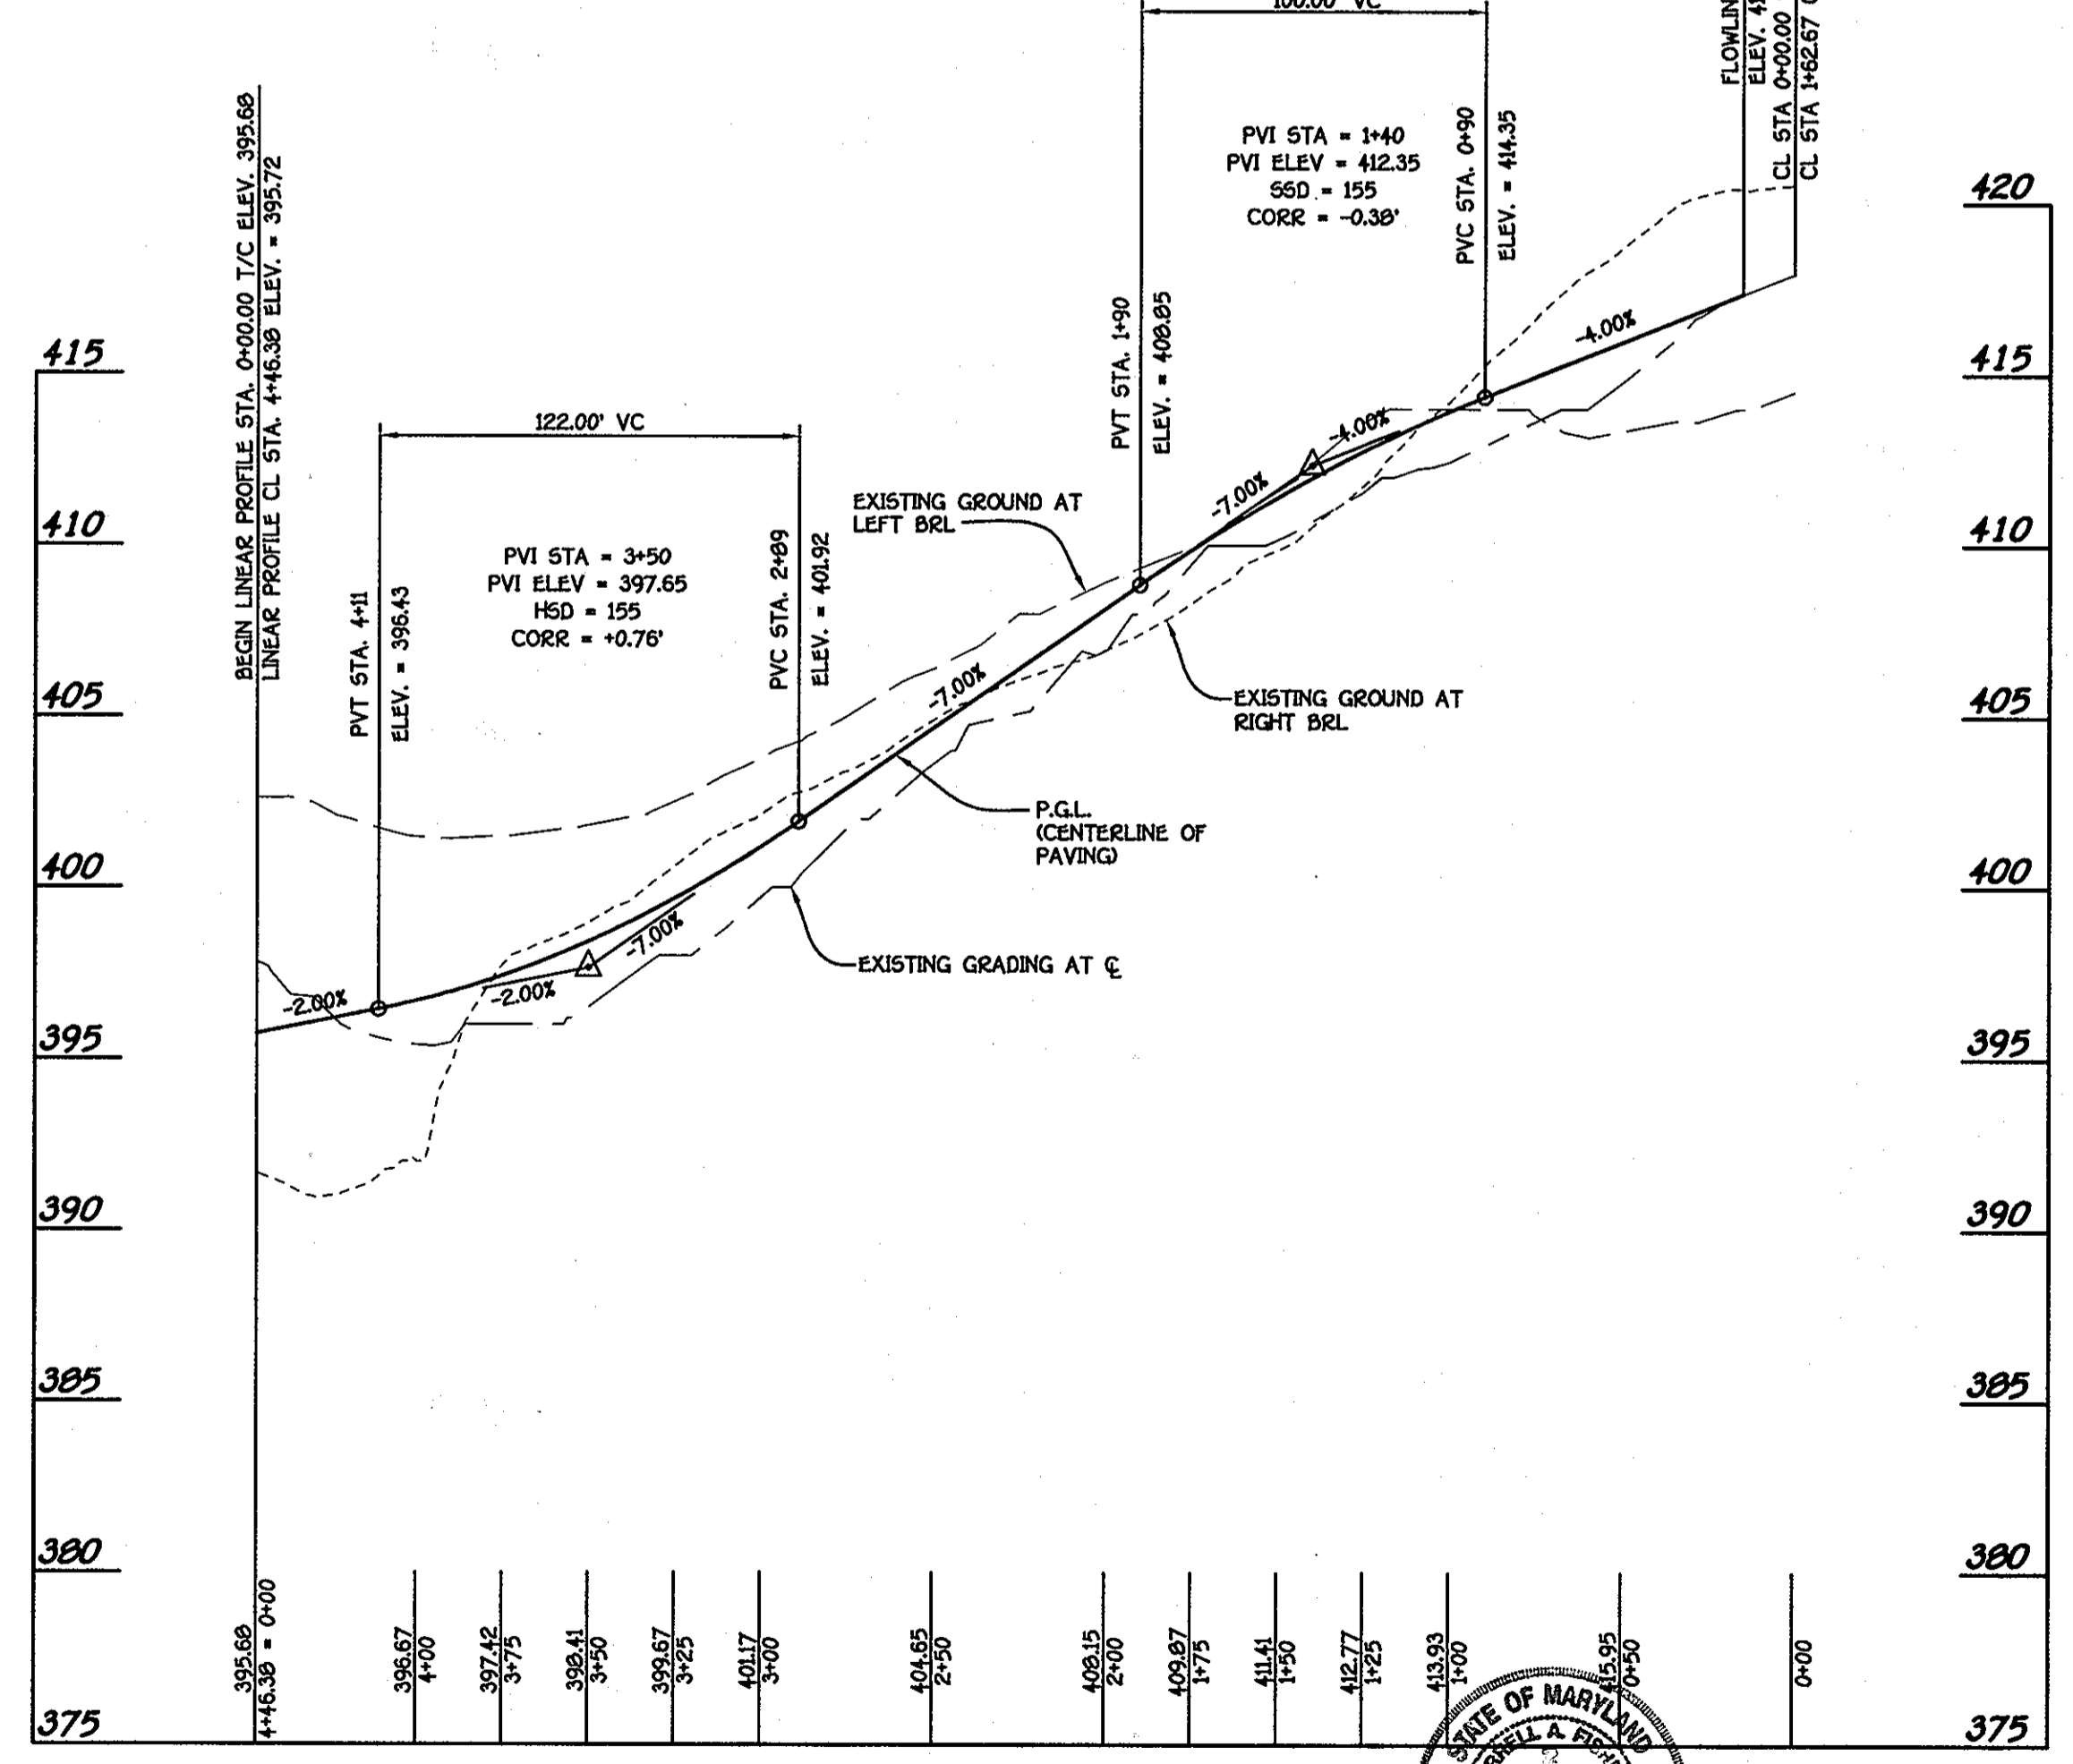 100.00' VC
FLOWLIN
ELEV. 41
CL STA 0+00.00
CL STA 1+62.67
BEGIN LINEAR PROFILE STA. 0+00.00 T/C ELEV. 395.68
LINEAR PROFILE CL STA. 4+46.38 ELEV. = 395.72
PVI STA = 1+40
PVI ELEV = 412.35
SSD = 155
CORR = -0.38'
PVC STA. 0+90
ELEV. = 414.35
PVT STA. 1+90
ELEV. = 408.85
-4.00%
-4.00%
-7.00%
122.00' VC
PVI STA = 3+50
PVI ELEV = 397.65
HSD = 155
CORR = +0.76'
PVT STA. 4+11
ELEV. = 396.43
PVC STA. 2+89
ELEV. = 401.92
EXISTING GROUND AT
LEFT BRL
-7.00%
EXISTING GROUND AT
RIGHT BRL
P.G.L.
(CENTERLINE OF
PAVING)
-7.00%
EXISTING GRADING AT ℄
-2.00%
-2.00%
415
410
405
400
395
390
385
380
375
420
415
410
405
400
395
390
385
380
375
395.68
4+46.38 = 0+00
396.67
4+00
397.42
3+75
398.41
3+50
399.67
3+25
401.17
3+00
404.65
2+50
408.15
2+00
409.87
1+75
411.41
1+50
412.77
1+25
413.93
1+00
415.95
0+50
0+00
STATE OF MARYLAND